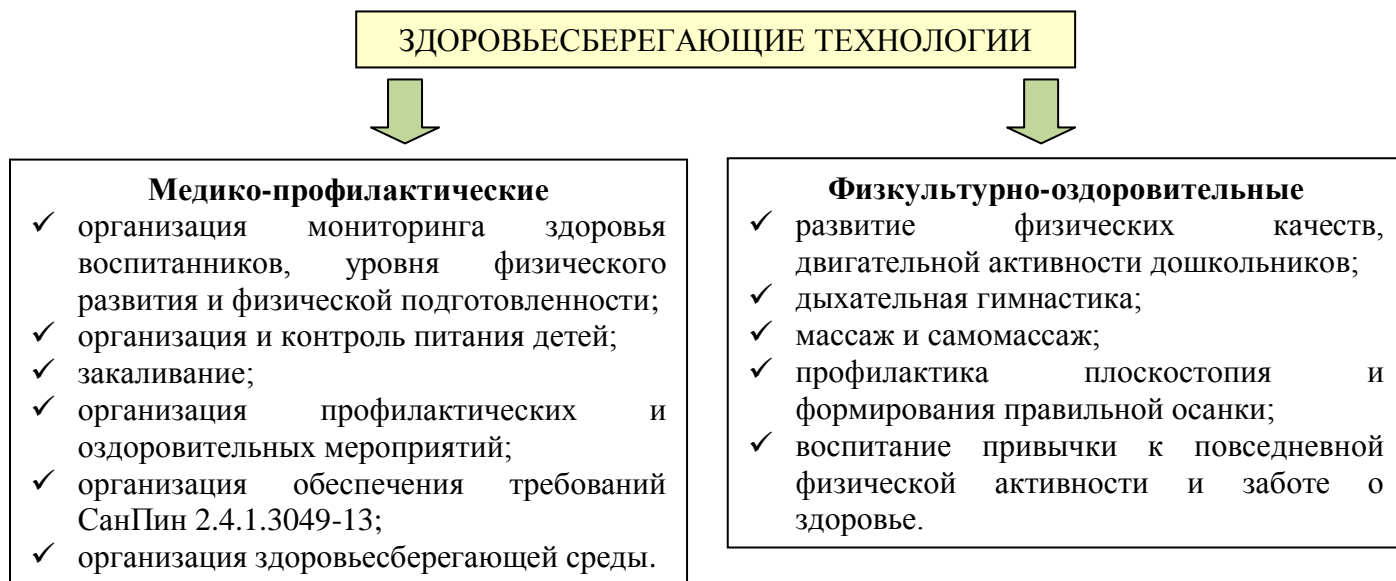 ЗДОРОВЬЕСБЕРЕГАЮЩИЕ ТЕХНОЛОГИИ
Медико-профилактические
✓ организация мониторинга здоровья
воспитанников, уровня физического
развития и физической подготовленности;
✓ организация и контроль питания детей;
✓ закаливание;
✓ организация профилактических и
оздоровительных мероприятий;
✓ организация обеспечения требований
СанПин 2.4.1.3049-13;
✓ организация здоровьесберегающей среды.
Физкультурно-оздоровительные
✓ развитие физических качеств,
двигательной активности дошкольников;
✓ дыхательная гимнастика;
✓ массаж и самомассаж;
✓ профилактика плоскостопия и
формирования правильной осанки;
✓ воспитание привычки к повседневной
физической активности и заботе о
здоровье.